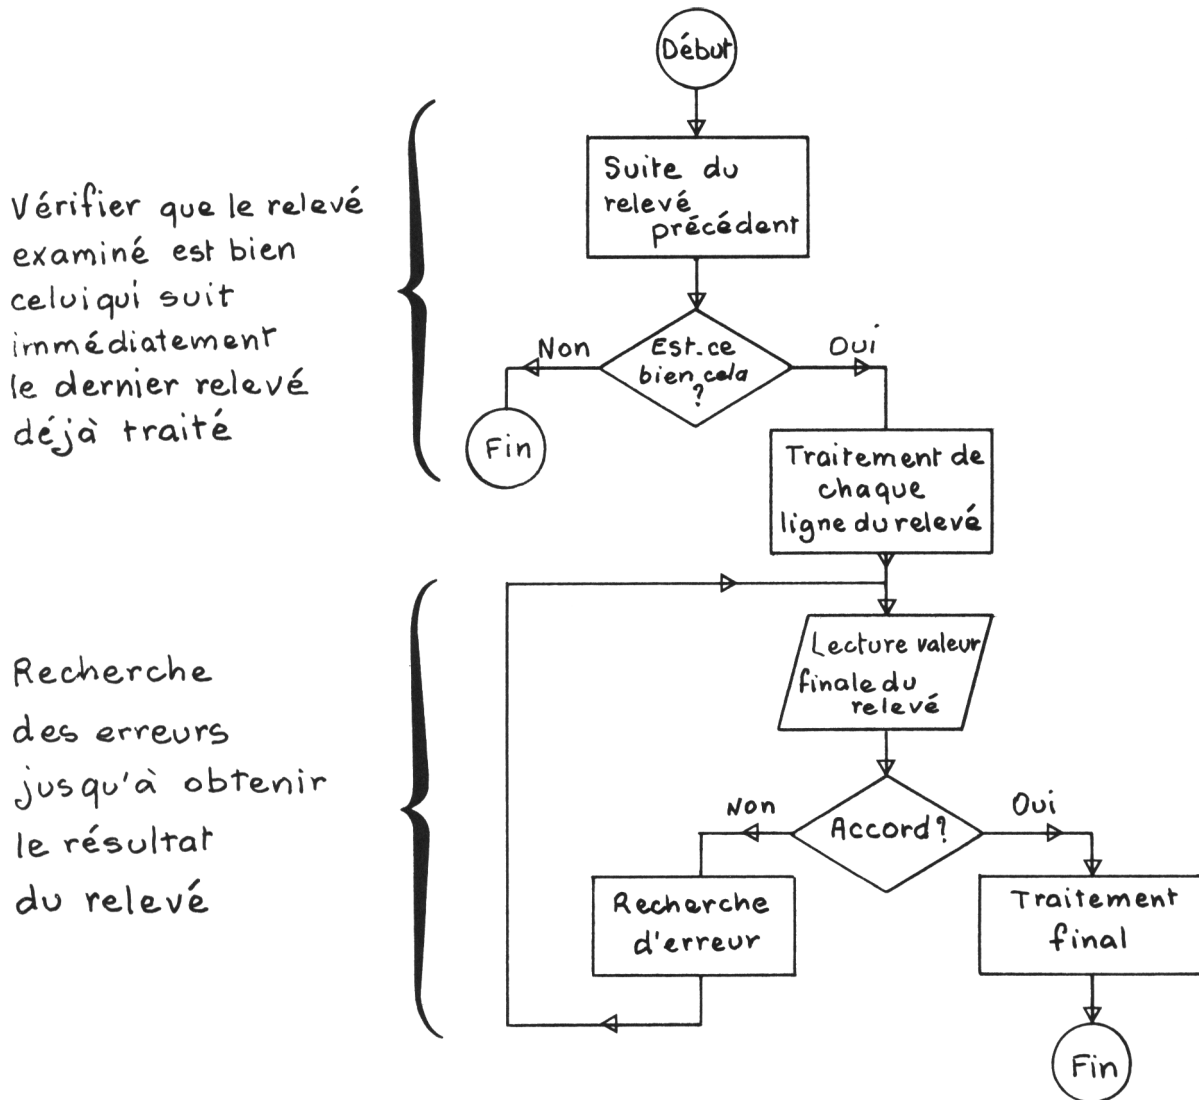 Début
Vérifier que le relevé
examiné est bien
celui qui suit
immédiatement
le dernier relevé
déjà traité
Suite du
relevé
précédent
Est-ce
bien cela
?
Non
Oui
Fin
Traitement de
chaque
ligne du relevé
Recherche
des erreurs
jusqu'à obtenir
le résultat
du relevé
Lecture valeur
finale du
relevé
Accord?
Non
Oui
Recherche
d'erreur
Traitement
final
Fin